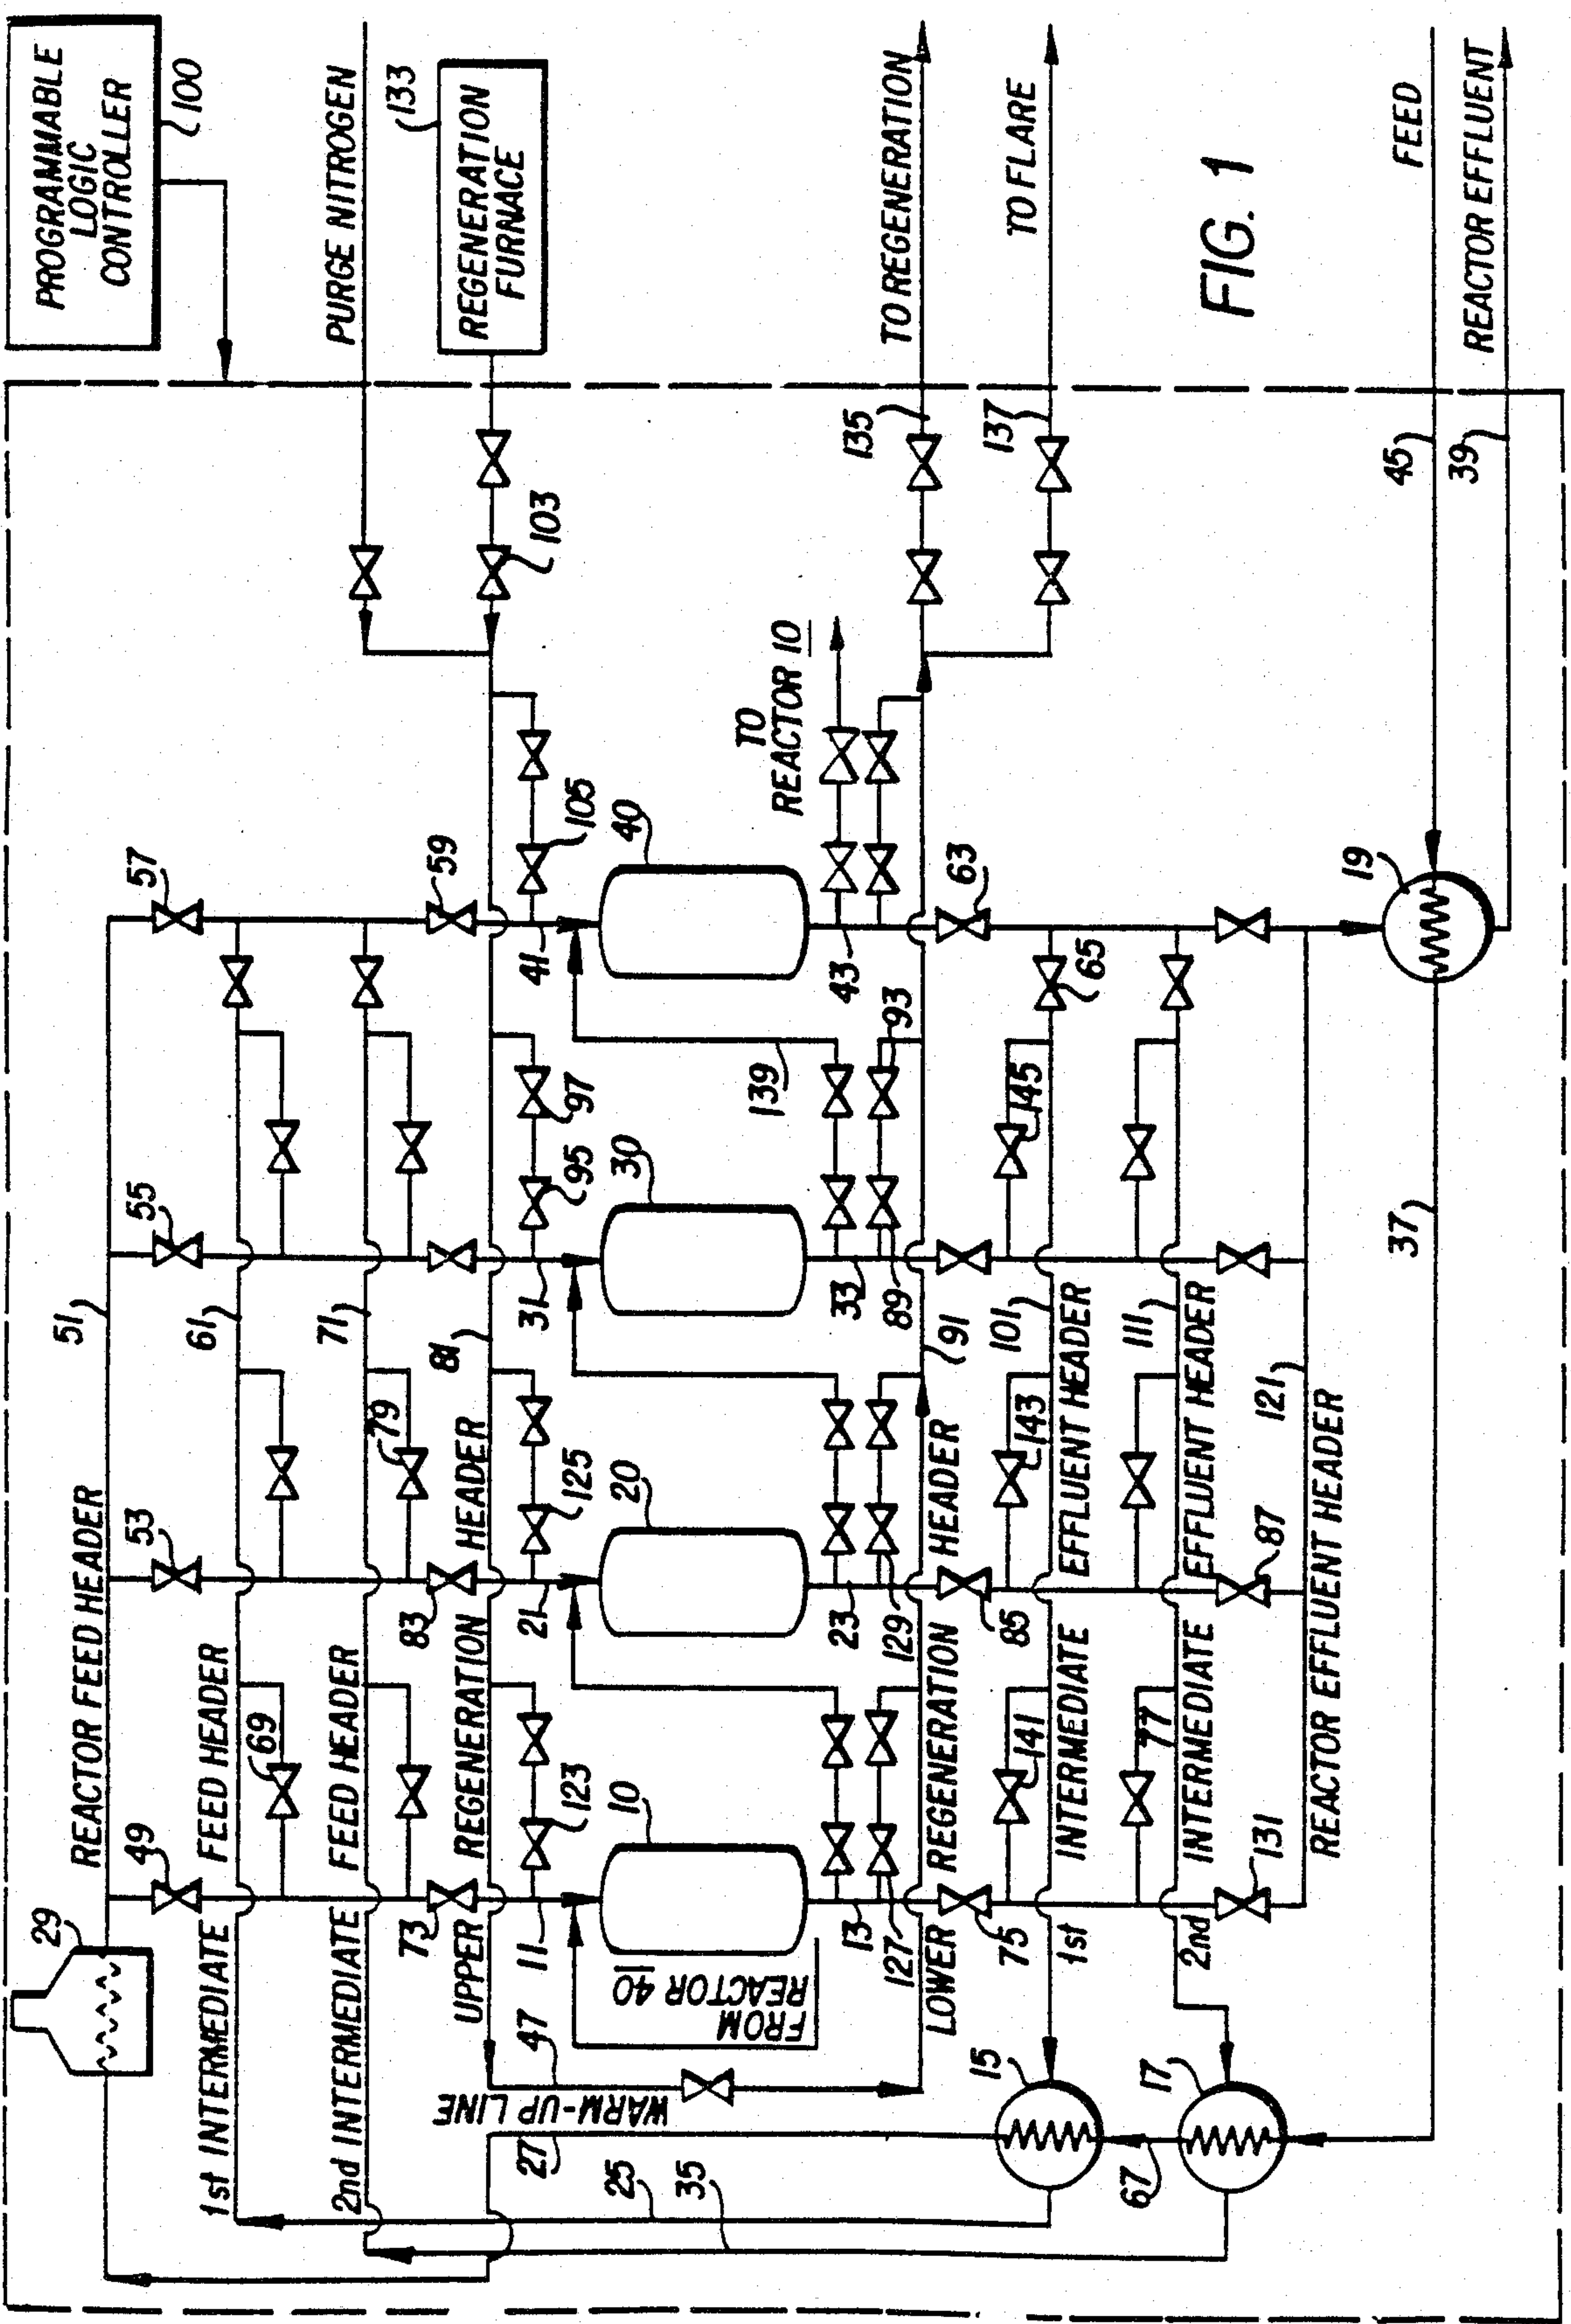 PROGRAMMABLE
LOGIC
CONTROLLER
100
PURGE NITROGEN
133
REGENERATION
FURNACE
TO REGENERATION
TO FLARE
FIG. 1
FEED
REACTOR EFFLUENT
103
135
137
45
39
TO
REACTOR 10
57
59
105
41
40
43
63
65
19
55
97
95
139
93
31
30
33
89
145
37
51
61
71
81
91
101
111
121
REACTOR FEED HEADER
53
79
83
125
21
20
23
129
85
143
87
29
49
1st INTERMEDIATE FEED HEADER
69
2nd INTERMEDIATE FEED HEADER
73
UPPER REGENERATION HEADER
123
11
10
13
127
LOWER REGENERATION HEADER
75
141
1st INTERMEDIATE EFFLUENT HEADER
77
2nd INTERMEDIATE EFFLUENT HEADER
131
REACTOR EFFLUENT HEADER
FROM
REACTOR 40
47
WARM-UP LINE
27
25
35
15
17
67